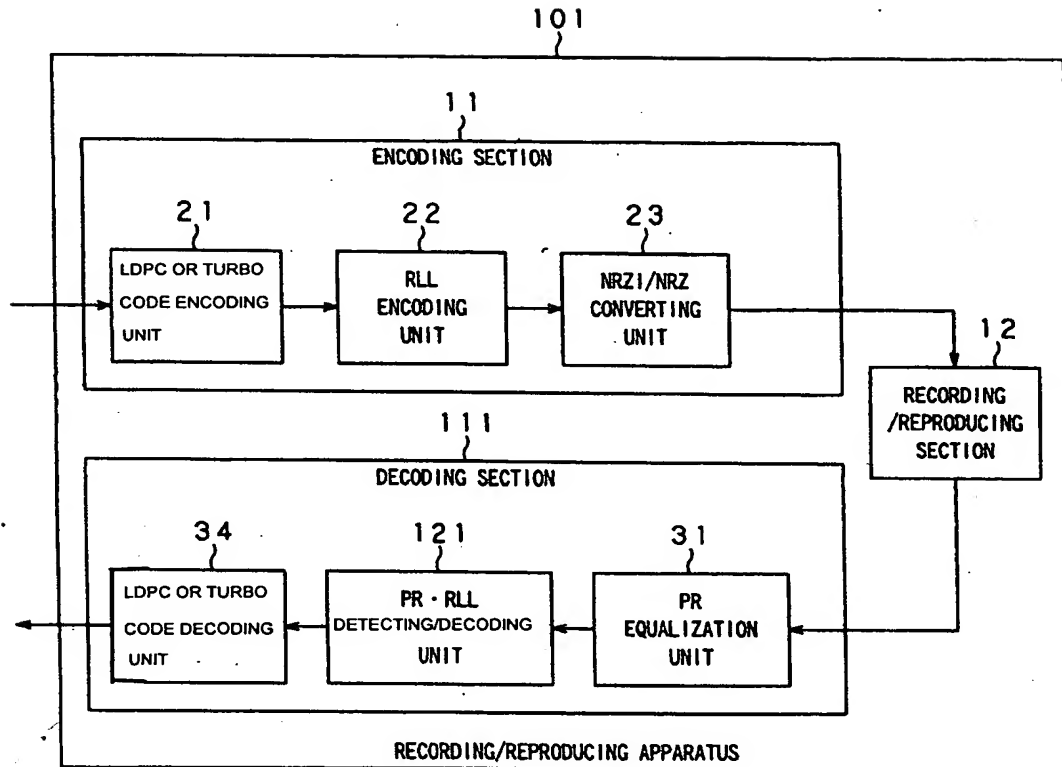 101
11
ENCODING SECTION
21
22
23
LDPC OR TURBO
CODE ENCODING
UNIT
RLL
ENCODING
UNIT
NRZI/NRZ
CONVERTING
UNIT
12
RECORDING
/REPRODUCING
SECTION
111
DECODING SECTION
34
121
31
LDPC OR TURBO
CODE DECODING
UNIT
PR・RLL
DETECTING/DECODING
UNIT
PR
EQUALIZATION
UNIT
RECORDING/REPRODUCING APPARATUS